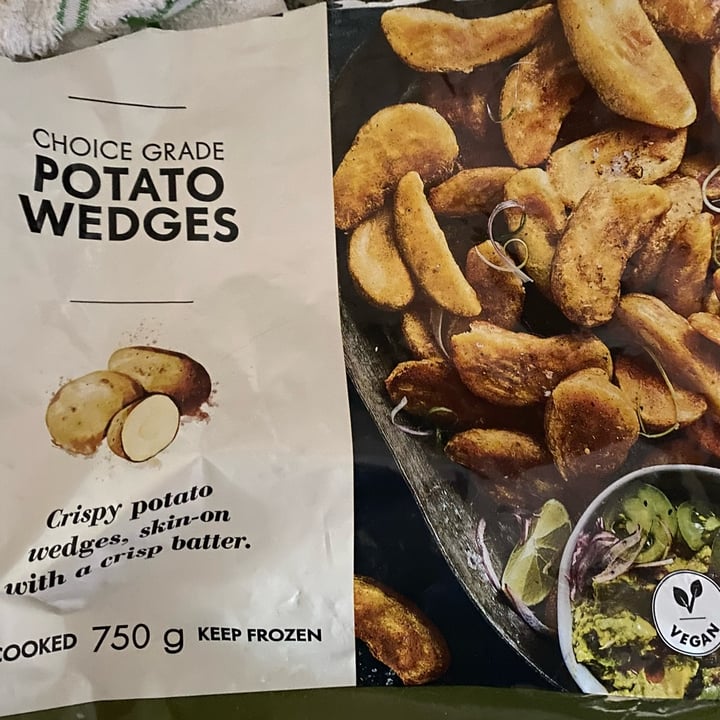 CHOICE GRADE
POTATO
WEDGES
Crispy potato
wedges, skin-on
with a crisp batter.
COOKED 750 g KEEP FROZEN
VEGAN